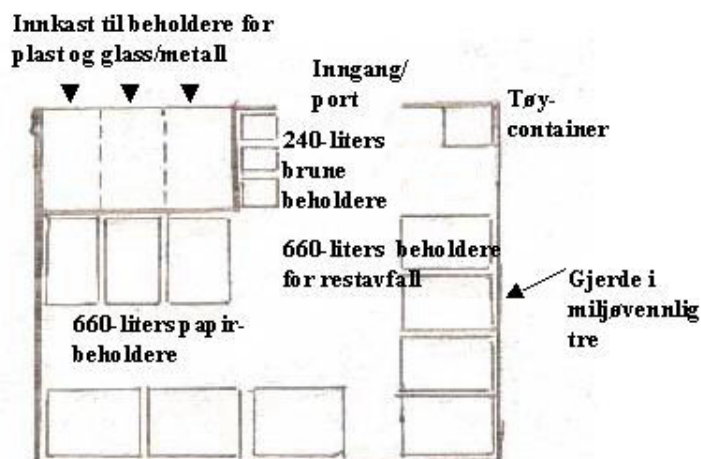 Innkast til beholdere for
plast og glass/metall
Inngang/
port
Tøy-
container
240-liters
brune
beholdere
660-liters beholdere
for restavfall
Gjerde i
miljøvennlig
tre
660-liters papir-
beholdere